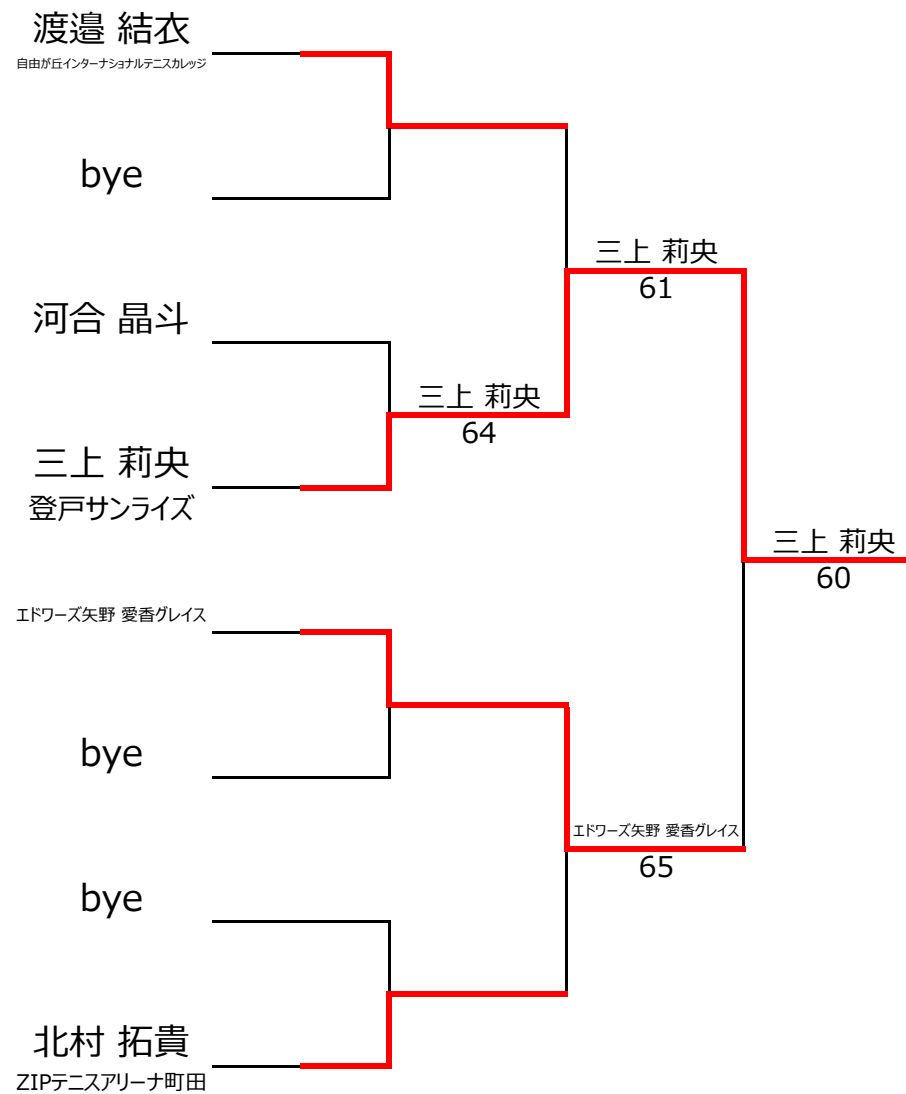 渡邉 結衣
自由が丘インターナショナルテニスカレッジ
bye
三上 莉央
61
河合 晶斗
三上 莉央
64
三上 莉央
登戸サンライズ
三上 莉央
60
エドワーズ矢野 愛香グレイス
bye
エドワーズ矢野 愛香グレイス
65
bye
北村 拓貴
ZIPテニスアリーナ町田